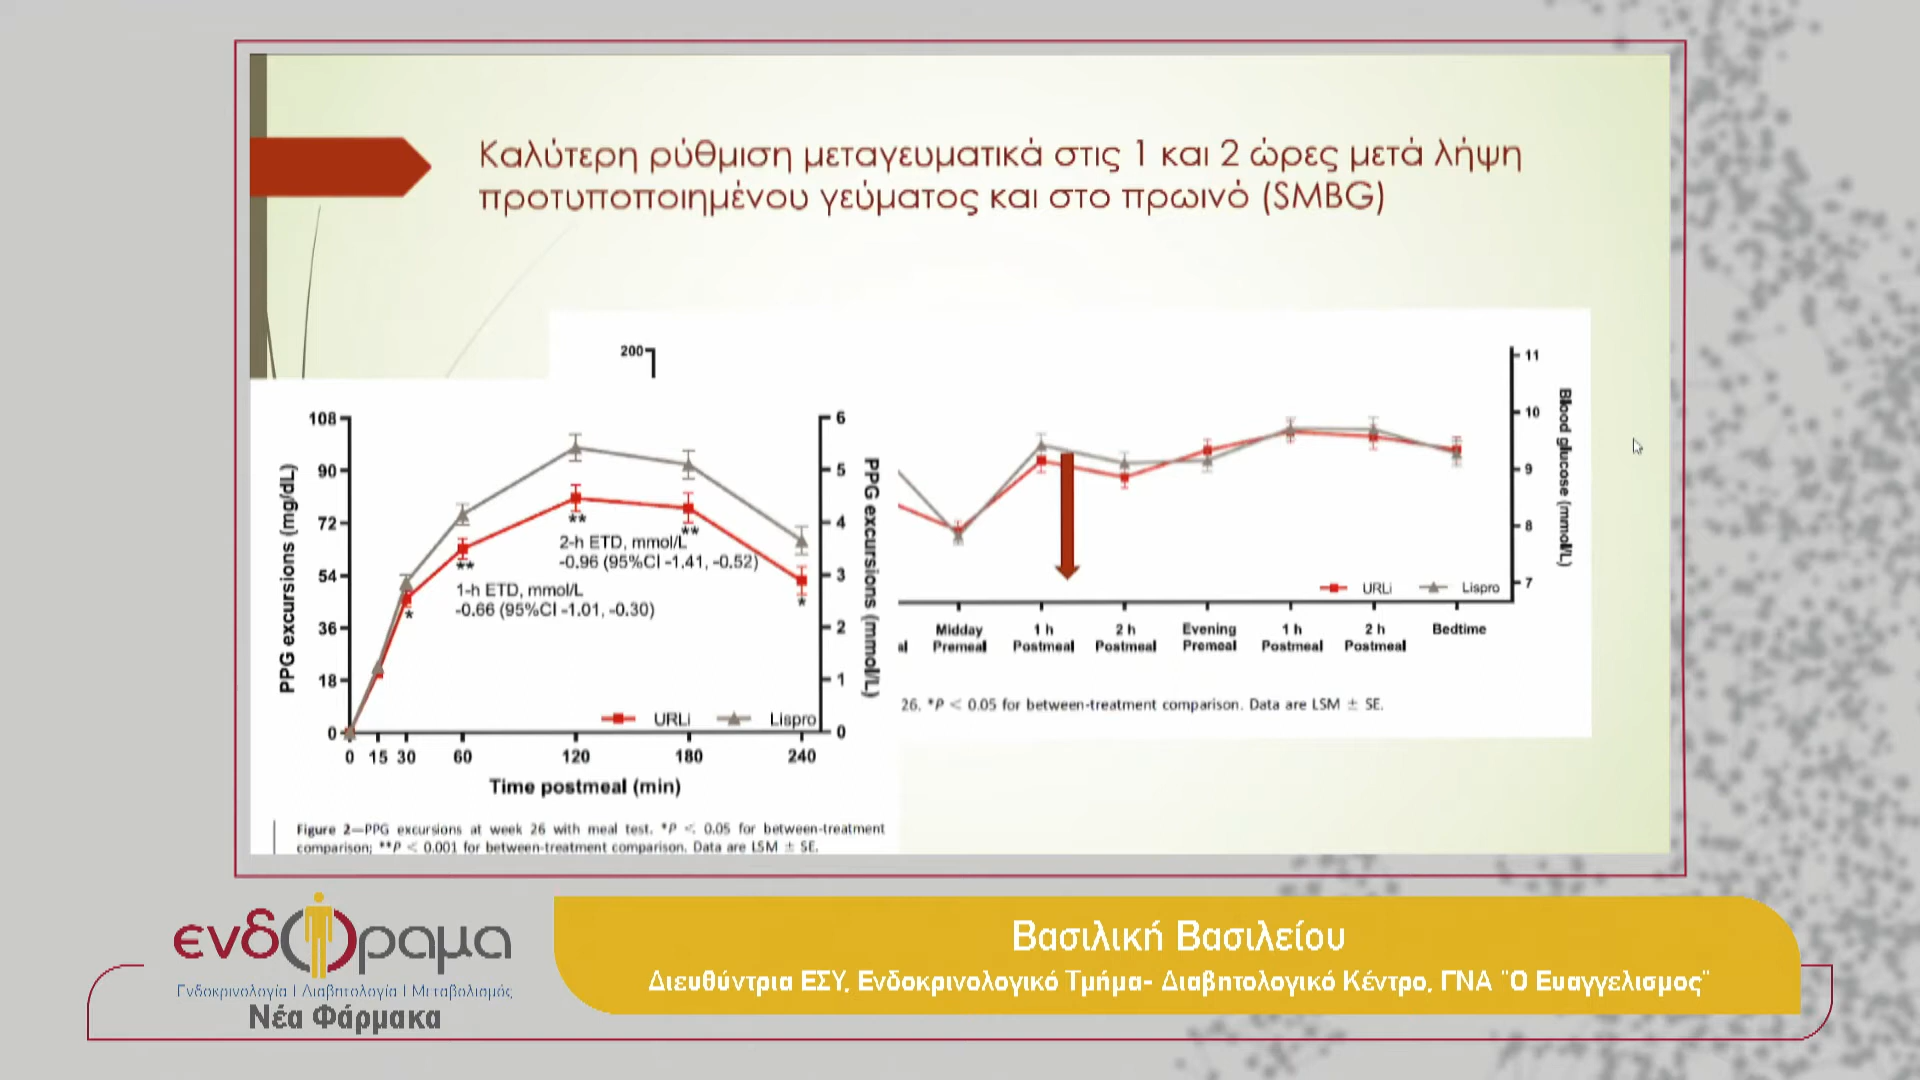 Καλύτερη ρύθμιση μεταγευματικά στις 1 και 2 ώρες μετά λήψη
προτυποποιημένου γεύματος και στο πρωινό (SMBG)
200
11
10
9
8
7
Blood glucose (mmol/L)
URLi
Lispro
al
Midday Premeal
1 h Postmeal
2 h Postmeal
Evening Premeal
1 h Postmeal
2 h Postmeal
Bedtime
26. *P < 0.05 for between-treatment comparison. Data are LSM ± SE.
PPG excursions (mg/dL)
108
90
72
54
36
18
0
6
5
4
3
2
1
0
PPG excursions (mmol/L)
*
**
**
**
*
2-h ETD, mmol/L
-0.96 (95%CI -1.41, -0.52)
1-h ETD, mmol/L
-0.66 (95%CI -1.01, -0.30)
URLi
Lispro
0 15 30 60 120 180 240
Time postmeal (min)
Figure 2—PPG excursions at week 26 with meal test. *P < 0.05 for between-treatment
comparison; **P < 0.001 for between-treatment comparison. Data are LSM ± SE.
ενδόραμα
Ενδοκρινολογία | Διαβητολογία | Μεταβολισμός
Νέα Φάρμακα
Βασιλική Βασιλείου
Διευθύντρια ΕΣΥ, Ενδοκρινολογικό Τμήμα- Διαβητολογικό Κέντρο, ΓΝΑ "Ο Ευαγγελισμος"